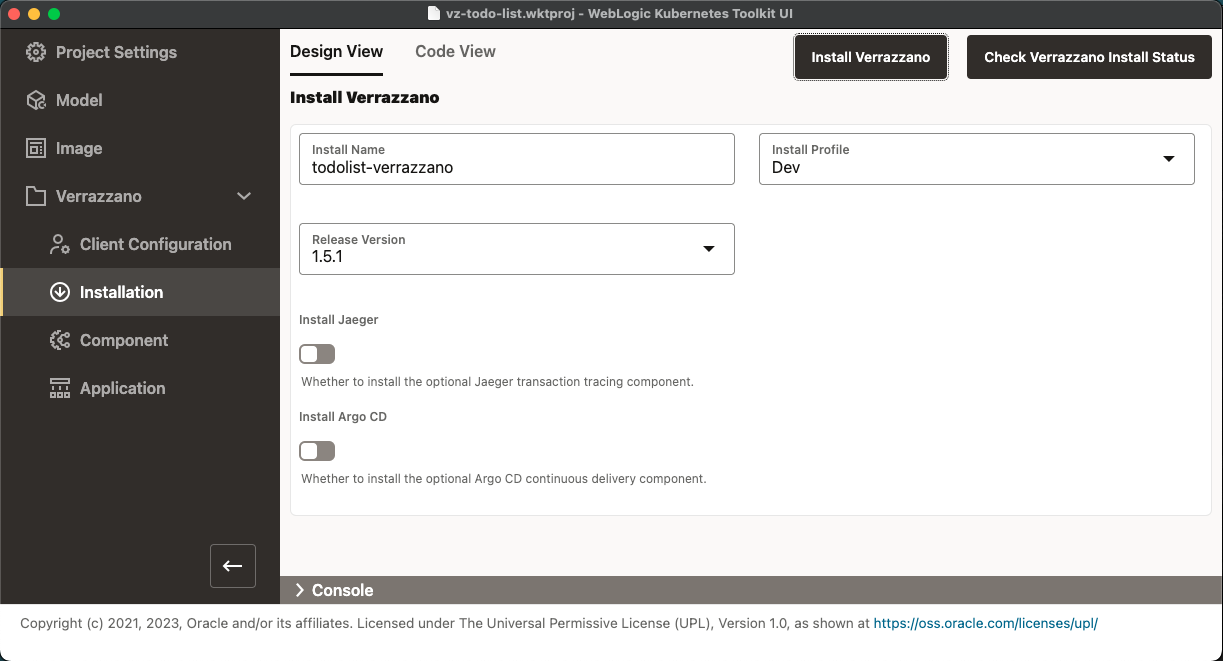 vz-todo-list.wktproj - WebLogic Kubernetes Toolkit UI
Project Settings
Model
Image
Verrazzano
Client Configuration
Installation
Component
Application
Design View
Code View
Install Verrazzano
Check Verrazzano Install Status
Install Verrazzano
Install Name
todolist-verrazzano
Install Profile
Dev
Release Version
1.5.1
Install Jaeger
Whether to install the optional Jaeger transaction tracing component.
Install Argo CD
Whether to install the optional Argo CD continuous delivery component.
Console
Copyright (c) 2021, 2023, Oracle and/or its affiliates. Licensed under The Universal Permissive License (UPL), Version 1.0, as shown at https://oss.oracle.com/licenses/upl/